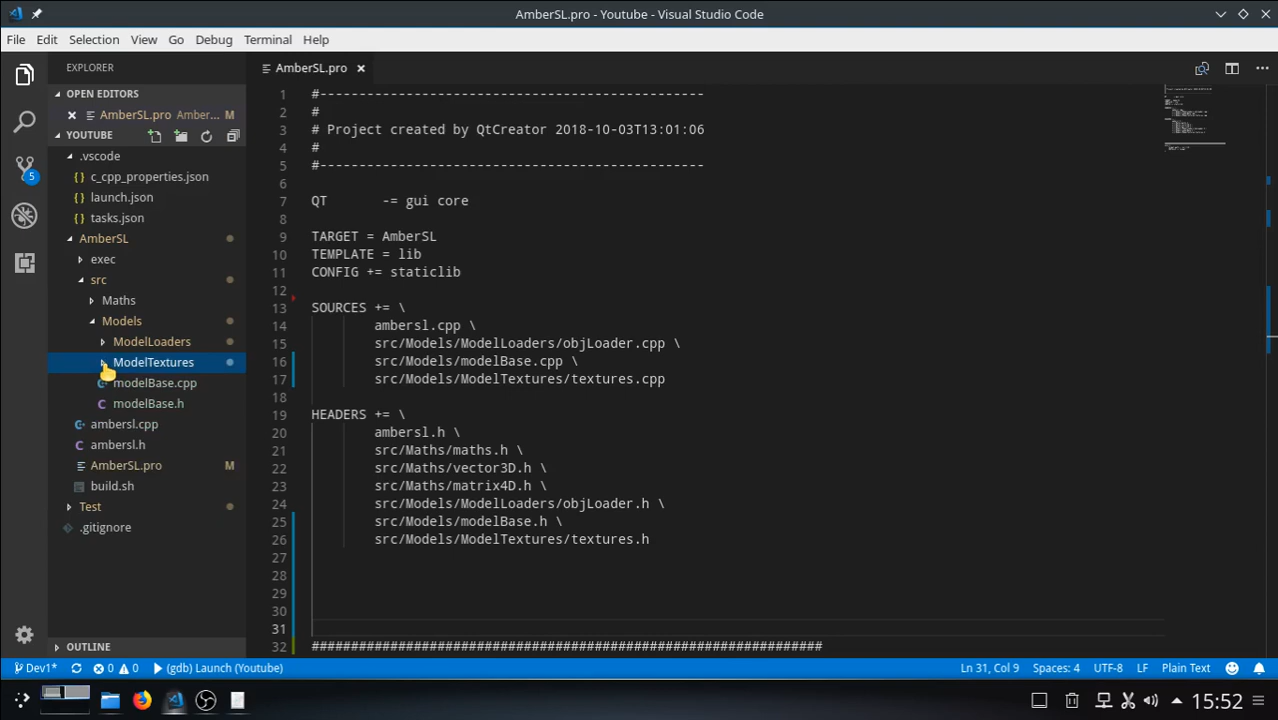 AmberSL.pro - Youtube - Visual Studio Code
File Edit Selection View Go Debug Terminal Help
EXPLORER
OPEN EDITORS
AmberSL.pro Amber... M
YOUTUBE
.vscode
{} c_cpp_properties.json
{} launch.json
{} tasks.json
AmberSL
exec
src
Maths
Models
ModelLoaders
ModelTextures
modelBase.cpp
C modelBase.h
ambersl.cpp
C ambersl.h
AmberSL.pro M
build.sh
Test
.gitignore
OUTLINE
5
AmberSL.pro
1 #--------------------------------------------------
2 #
3 # Project created by QtCreator 2018-10-03T13:01:06
4 #
5 #--------------------------------------------------
6
7 QT       -= gui core
8
9 TARGET = AmberSL
10 TEMPLATE = lib
11 CONFIG += staticlib
12
13 SOURCES += \
14 ambersl.cpp \
15 src/Models/ModelLoaders/objLoader.cpp \
16 src/Models/modelBase.cpp \
17 src/Models/ModelTextures/textures.cpp
18
19 HEADERS += \
20 ambersl.h \
21 src/Maths/maths.h \
22 src/Maths/vector3D.h \
23 src/Maths/matrix4D.h \
24 src/Models/ModelLoaders/objLoader.h \
25 src/Models/modelBase.h \
26 src/Models/ModelTextures/textures.h
27
28
29
30
31
32 #################################################################
Dev1* 0 0 (gdb) Launch (Youtube) Ln 31, Col 9 Spaces: 4 UTF-8 LF Plain Text
15:52